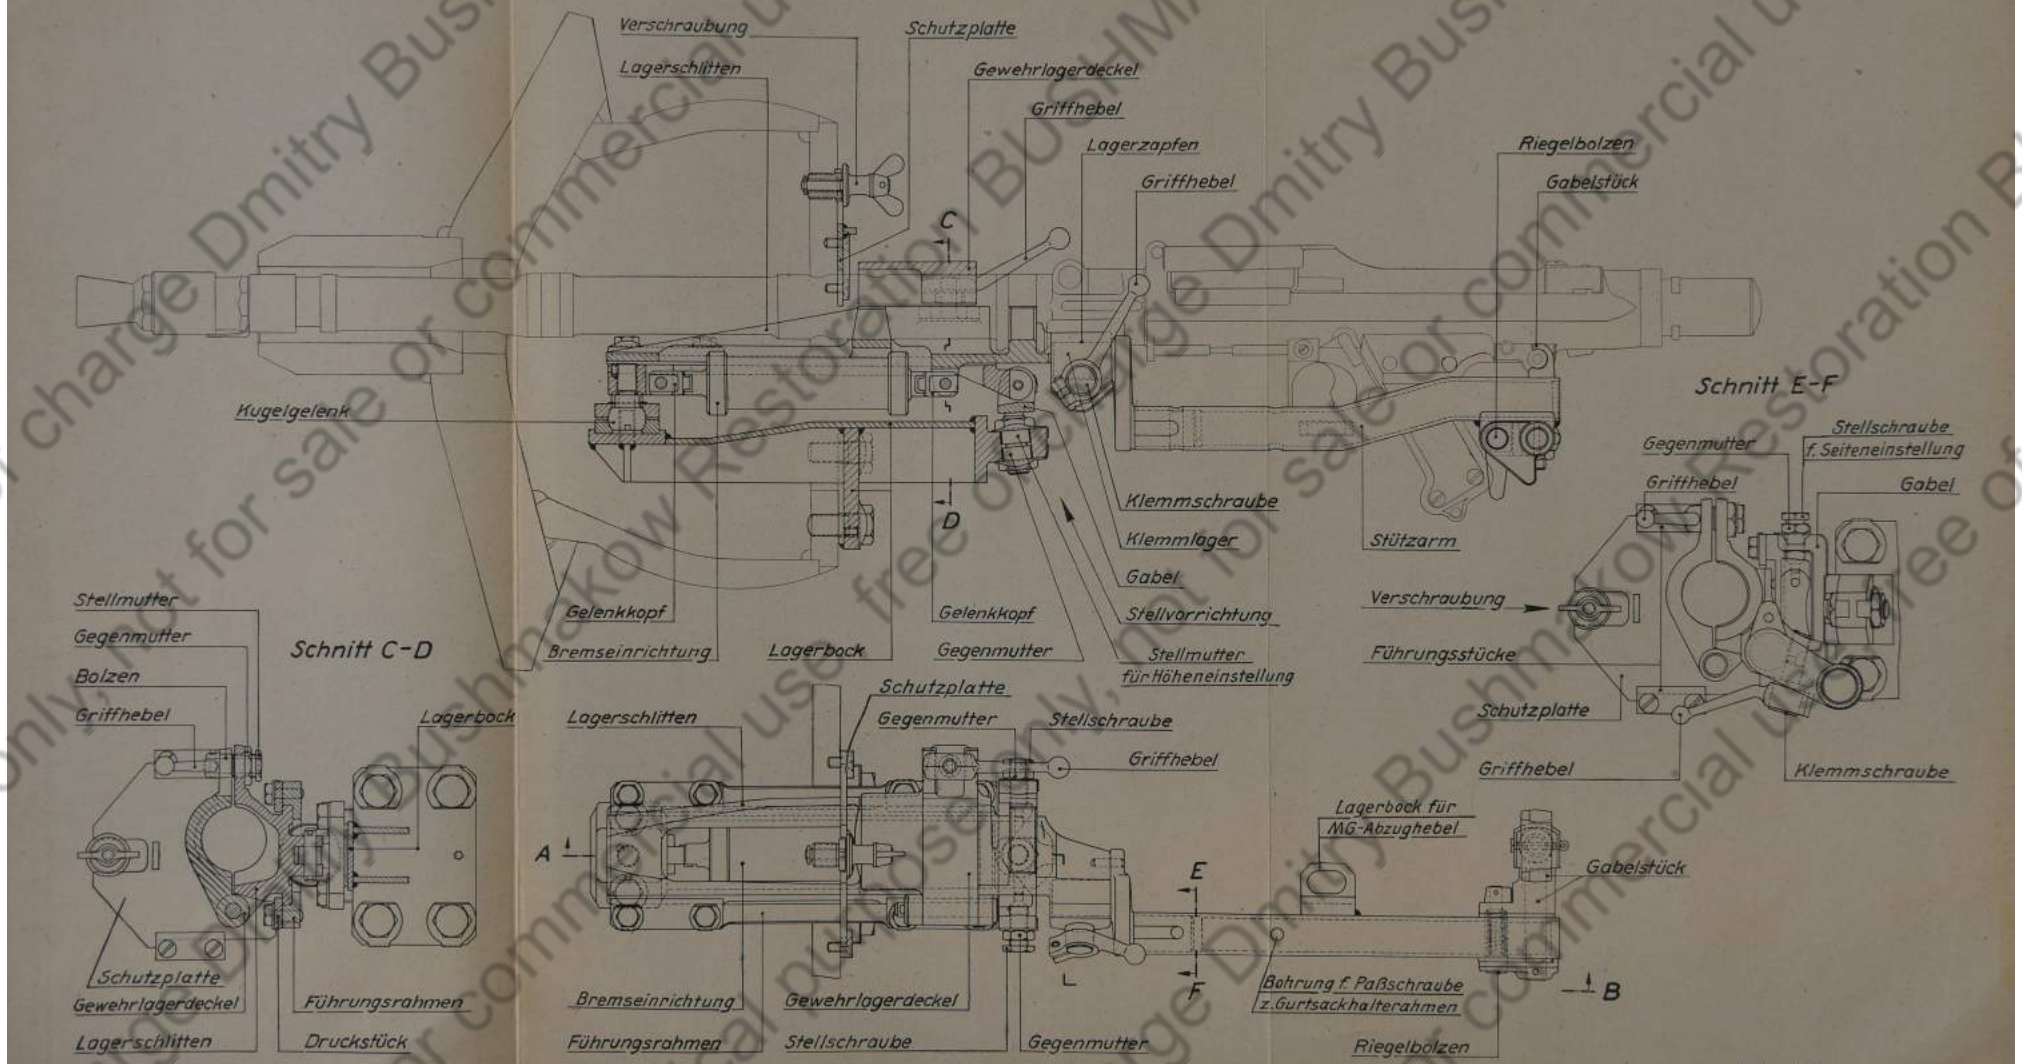 Verschraubung
Schutzplatte
Lagerschlitten
Gewehrlagerdeckel
Griffhebel
Lagerzapfen
Griffhebel
Riegelbolzen
Gabelstück
C
Kugelgelenk
D
Klemmschraube
Klemmlager
Stützarm
Gabel
Gelenkkopf
Gelenkkopf
Stellvorrichtung
Bremseinrichtung
Lagerbock
Gegenmutter
Stellmutter
für Höheneinstellung
Schnitt E-F
Gegenmutter
Stellschraube
f. Seiteneinstellung
Griffhebel
Gabel
Verschraubung
Führungsstücke
Schutzplatte
Griffhebel
Klemmschraube
Stellmutter
Gegenmutter
Schnitt C-D
Bolzen
Griffhebel
Lagerbock
Schutzplatte
Gewehrlagerdeckel
Führungsrahmen
Lagerschlitten
Druckstück
Lagerschlitten
Schutzplatte
Gegenmutter
Stellschraube
Griffhebel
A
Lagerbock für
MG-Abzughebel
E
Gabelstück
L
F
Bohrung f. Paßschraube
z. Gurtsackhalterahmen
B
Bremseinrichtung
Gewehrlagerdeckel
Führungsrahmen
Stellschraube
Gegenmutter
Riegelbolzen